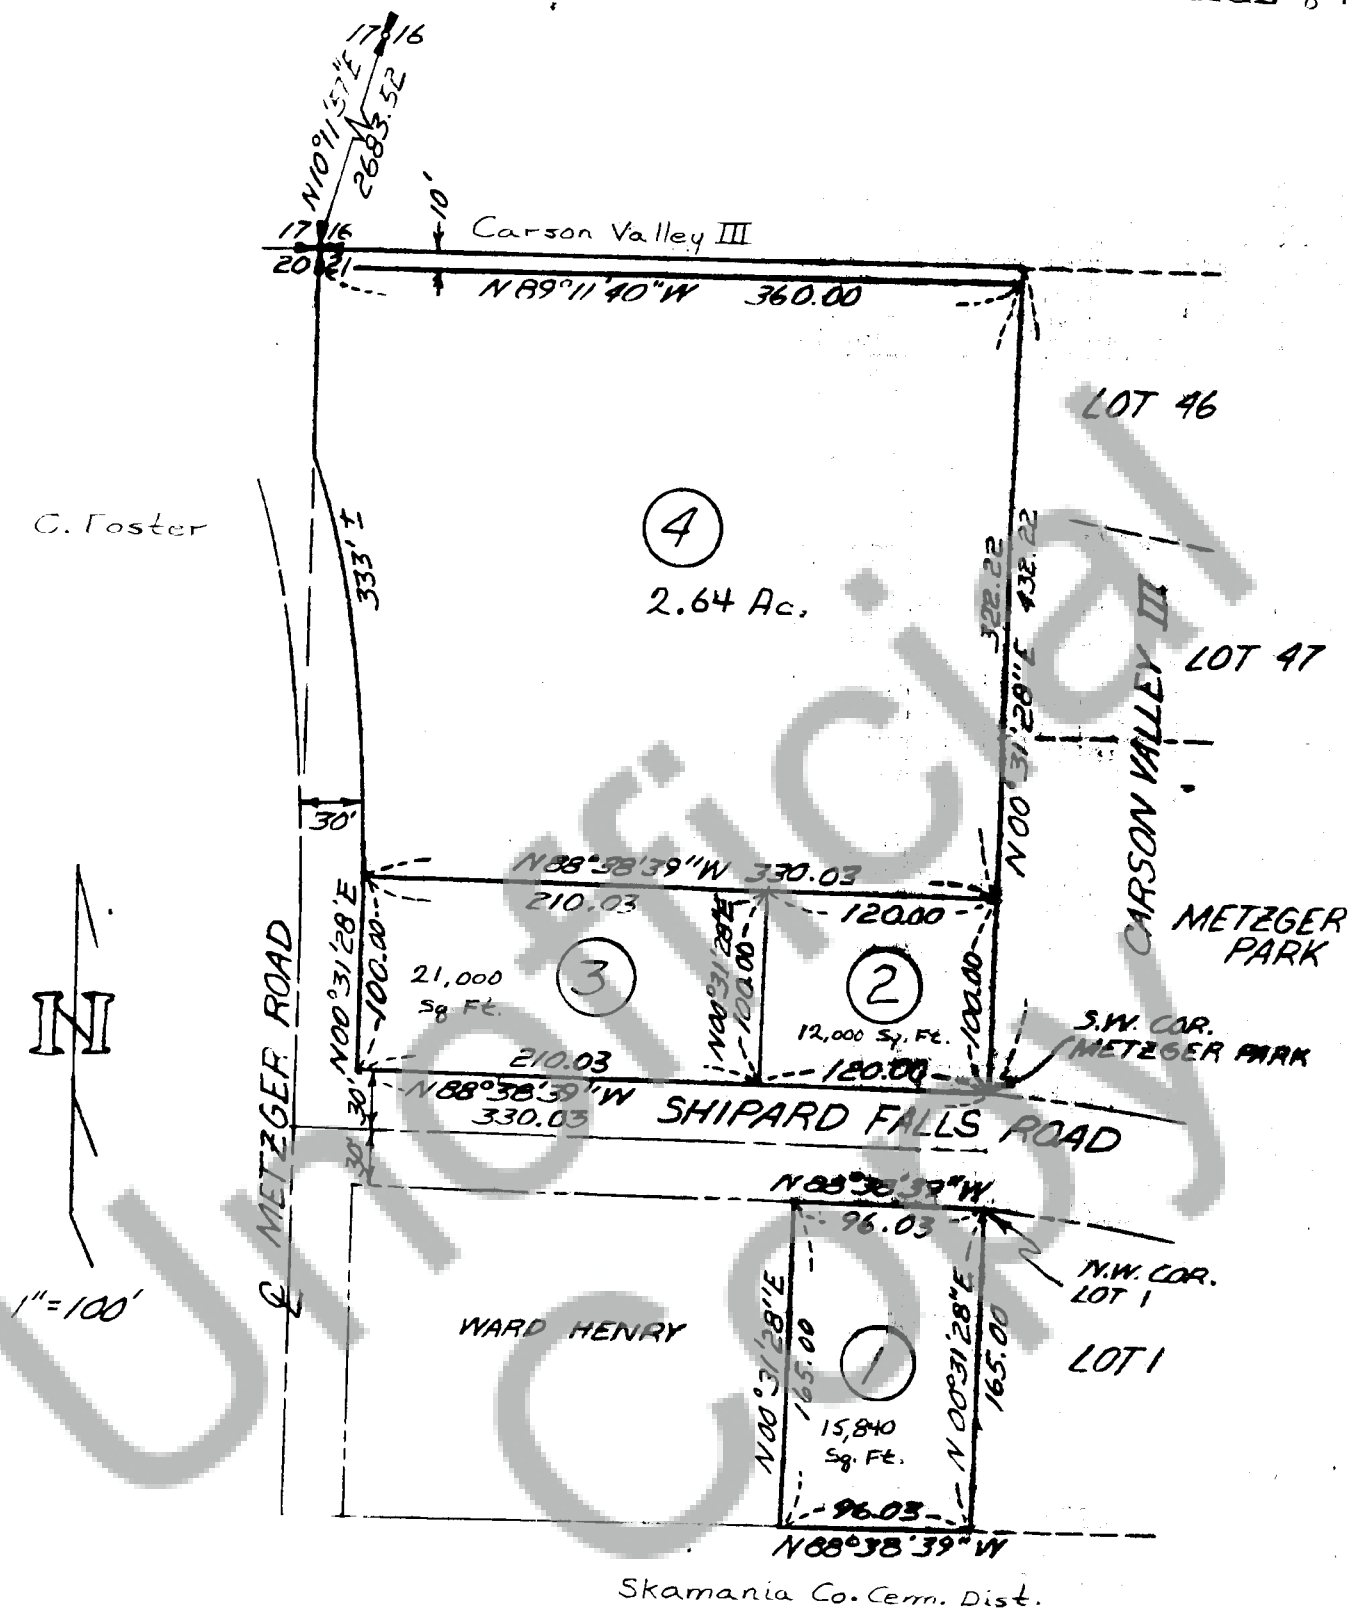 17 16
N10°11'57"E
2683.52
10'
Carson Valley III
17 16
20 21
N89°11'40"W 360.00
LOT 46
C. Foster
333' ±
4
2.64 Ac.
322.22
432.22
N00°31'28"E
CARSON VALLEY III
LOT 47
30'
N88°38'39"W 330.03
210.03
120.00
METZGER
PARK
N00°31'28'E
100.00
21,000
Sq Ft.
3
N00°31'28"E
100.00
2
12,000 Sq. Ft.
100.00
S.W. COR.
METZGER PARK
N
210.03
120.00
N88°38'39"W
330.03
30'
30'
SHIPARD FALLS ROAD
METZGER ROAD
N88°38'39"W
96.03
N.W. COR.
LOT 1
1"=100'
WARD HENRY
N00°31'28"E
165.00
1
15,840
Sq. Ft.
N00°31'28"E
165.00
LOT 1
96.03
N88°38'39"W
Skamania Co. Cem. Dist.
Unofficial
Copy